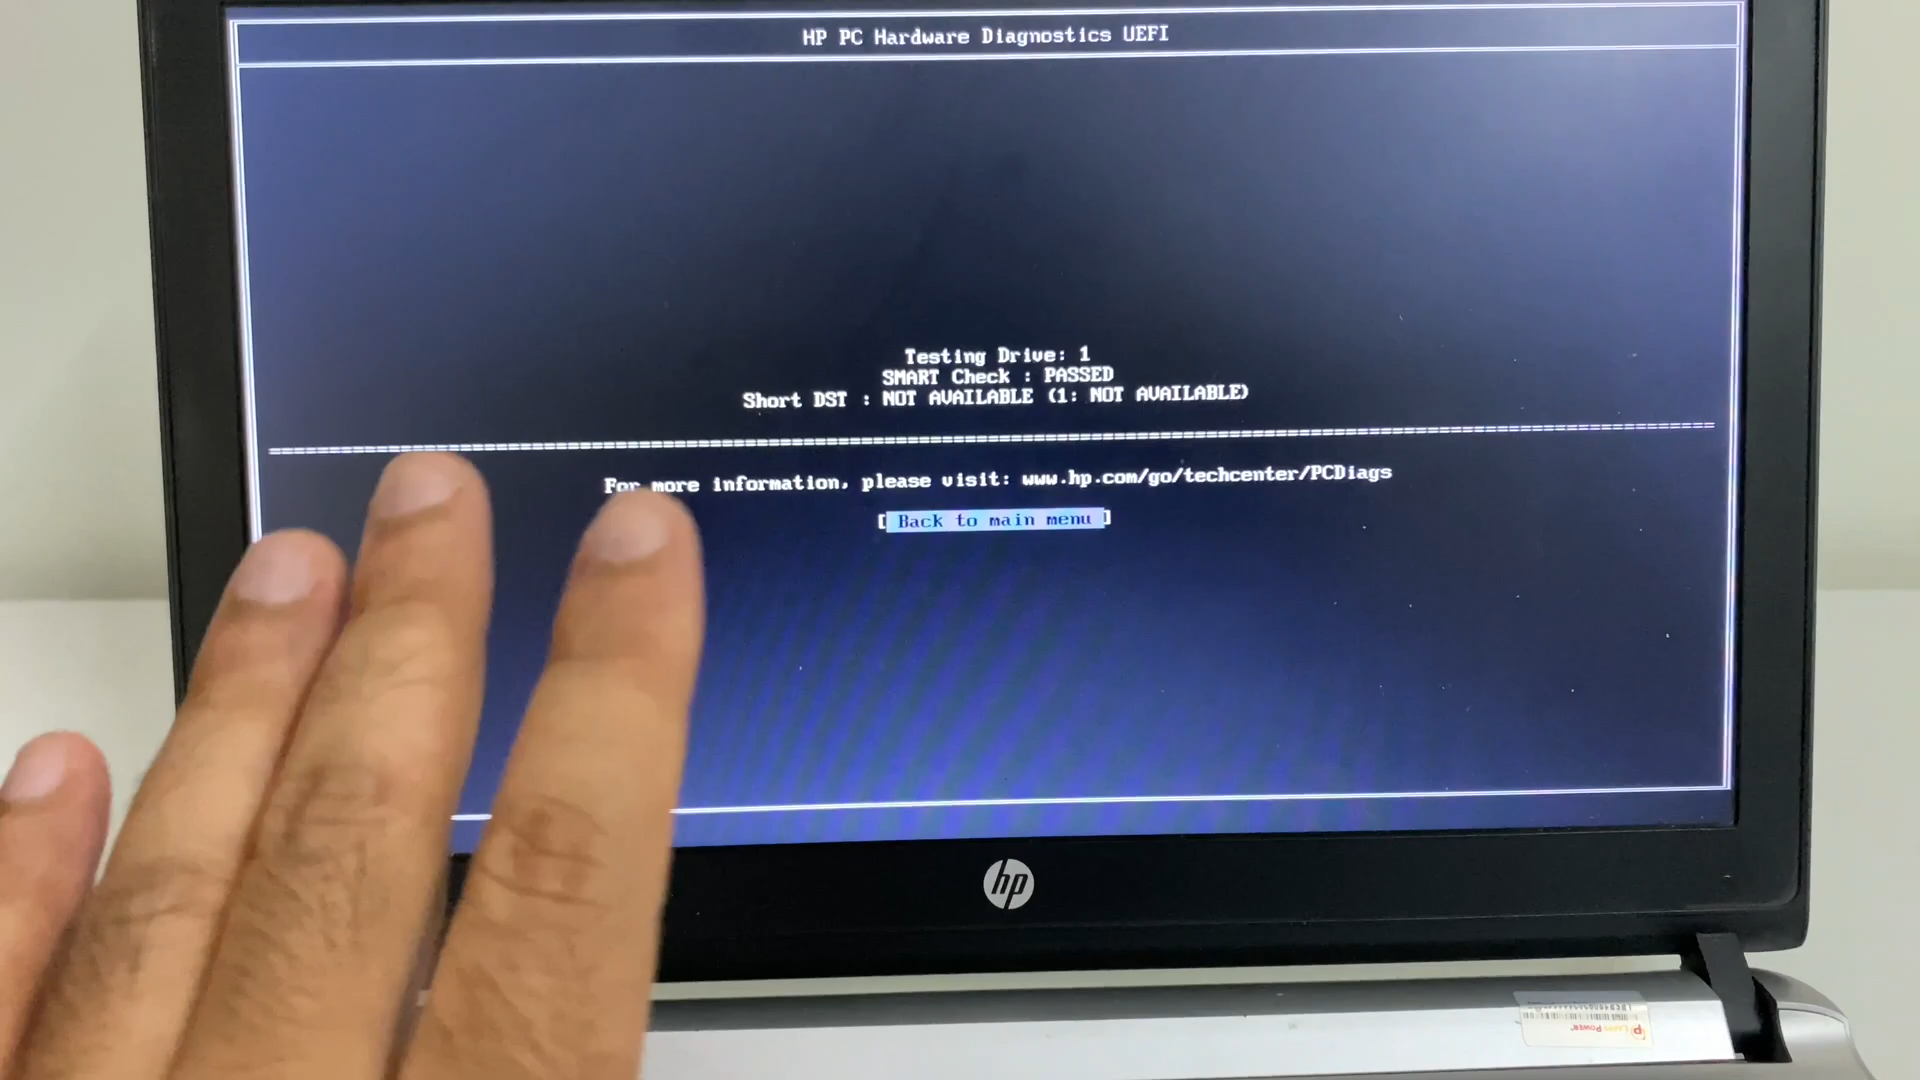 HP PC Hardware Diagnostics UEFI
Testing Drive: 1
SMART Check : PASSED
Short DST : NOT AVAILABLE (1: NOT AVAILABLE)
For more information, please visit: www.hp.com/go/techcenter/PCDiags
[ Back to main menu ]
hp